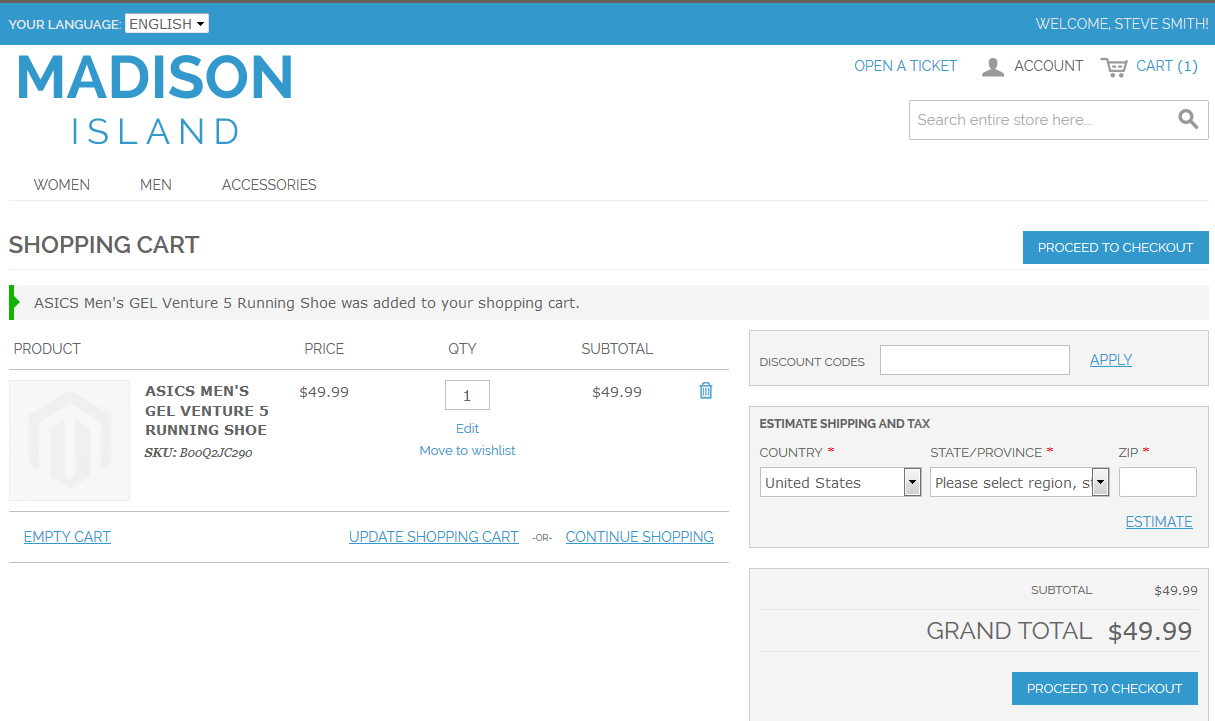 YOUR LANGUAGE: ENGLISH
WELCOME, STEVE SMITH!
MADISON
ISLAND
OPEN A TICKET ACCOUNT CART (1)
Search entire store here...
WOMEN MEN ACCESSORIES
SHOPPING CART
PROCEED TO CHECKOUT
ASICS Men's GEL Venture 5 Running Shoe was added to your shopping cart.
PRODUCT PRICE QTY SUBTOTAL
ASICS MEN'S
GEL VENTURE 5
RUNNING SHOE
SKU: B00Q2JC290
$49.99 1 $49.99
Edit
Move to wishlist
EMPTY CART UPDATE SHOPPING CART -OR- CONTINUE SHOPPING
DISCOUNT CODES APPLY
ESTIMATE SHIPPING AND TAX
COUNTRY * STATE/PROVINCE * ZIP *
United States Please select region, st
ESTIMATE
SUBTOTAL $49.99
GRAND TOTAL $49.99
PROCEED TO CHECKOUT